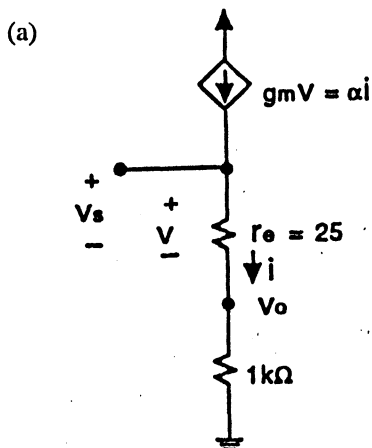 (a)
gmV = αi
+
Vs
−
+
V
−
re = 25
i
Vo
1kΩ